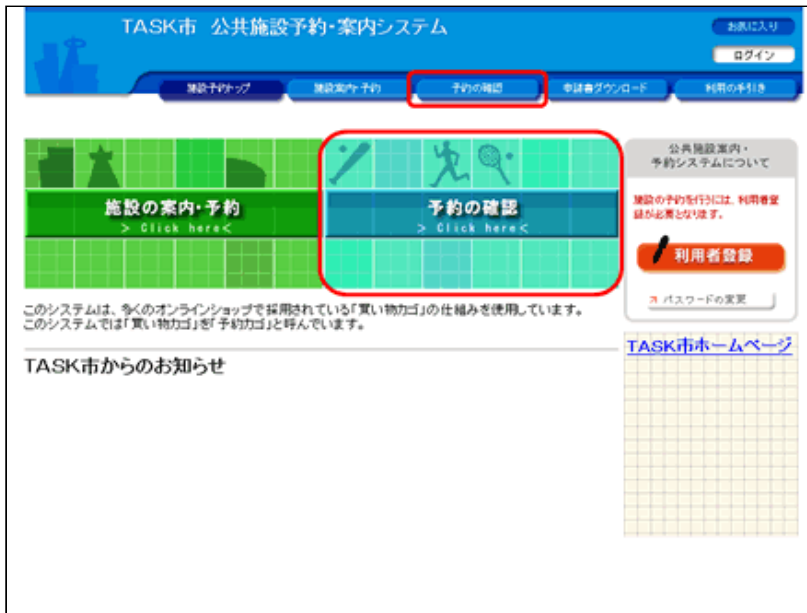 TASK市 公共施設予約・案内システム
お気に入り
ログイン
施設予約トップ
施設案内・予約
予約の確認
申請書ダウンロード
利用の手引き
施設の案内・予約
> Click here<
予約の確認
> Click here<
公共施設案内・
予約システムについて
施設の予約を行うには、利用者登
録が必要となります。
利用者登録
パスワードの変更
このシステムは、多くのオンラインショップで採用されている「買い物カゴ」の仕組みを使用しています。
このシステムでは「買い物カゴ」を「予約カゴ」と呼んでいます。
TASK市ホームページ
TASK市からのお知らせ